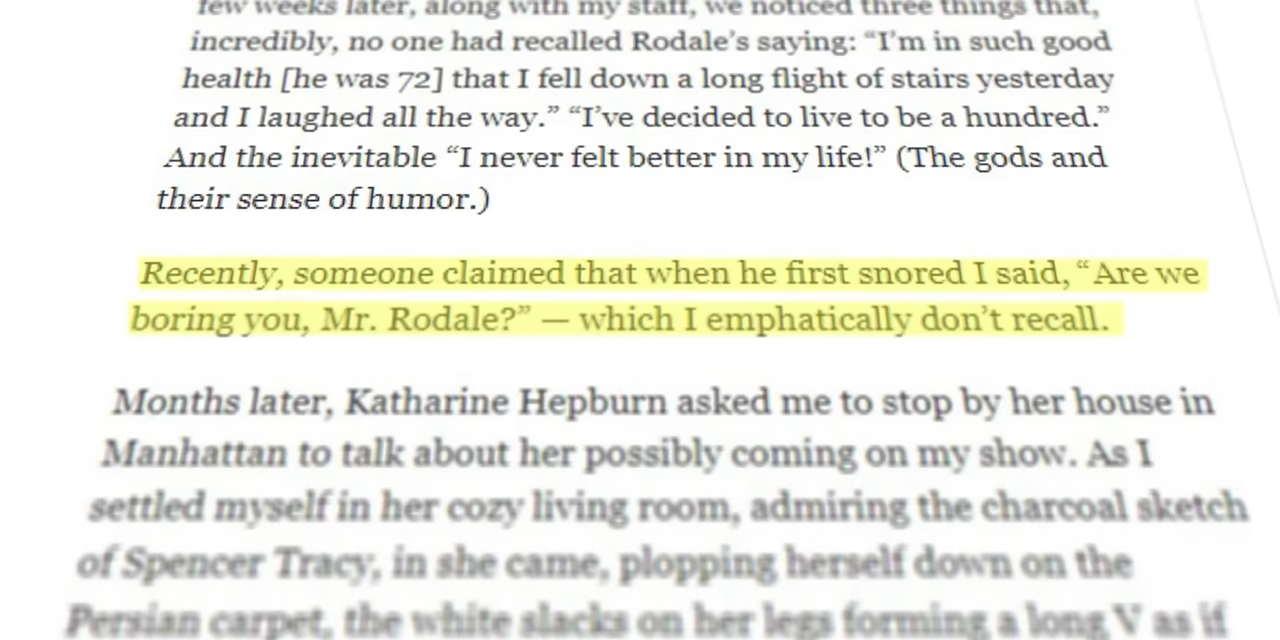 few weeks later, along with my staff, we noticed three things that,
incredibly, no one had recalled Rodale’s saying: “I’m in such good
health [he was 72] that I fell down a long flight of stairs yesterday
and I laughed all the way.” “I’ve decided to live to be a hundred.”
And the inevitable “I never felt better in my life!” (The gods and
their sense of humor.)
Recently, someone claimed that when he first snored I said, “Are we
boring you, Mr. Rodale?” — which I emphatically don’t recall.
Months later, Katharine Hepburn asked me to stop by her house in
Manhattan to talk about her possibly coming on my show. As I
settled myself in her cozy living room, admiring the charcoal sketch
of Spencer Tracy, in she came, plopping herself down on the
Persian carpet, the white slacks on her legs forming a long V as if